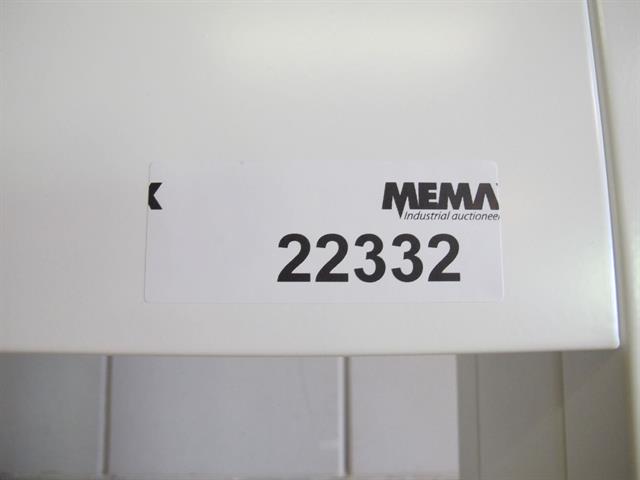 X MEMA
Industrial auctionee
22332